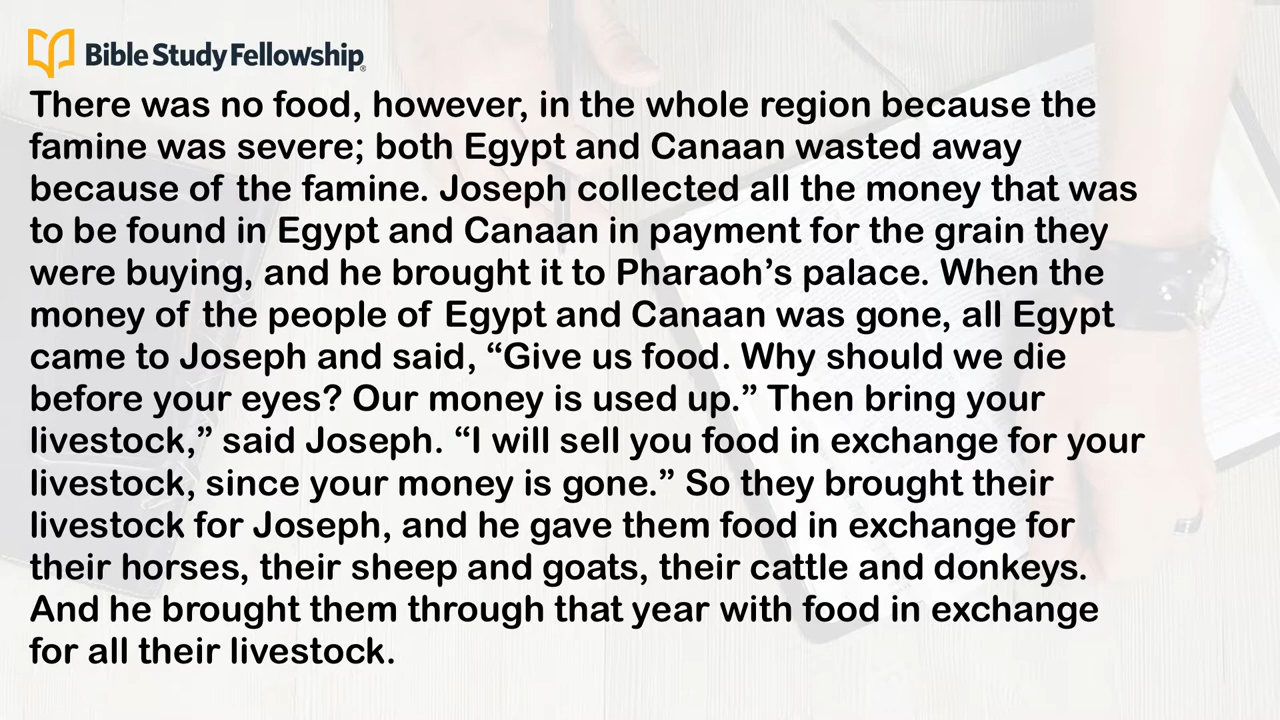 Bible Study Fellowship®
There was no food, however, in the whole region because the
famine was severe; both Egypt and Canaan wasted away
because of the famine. Joseph collected all the money that was
to be found in Egypt and Canaan in payment for the grain they
were buying, and he brought it to Pharaoh’s palace. When the
money of the people of Egypt and Canaan was gone, all Egypt
came to Joseph and said, “Give us food. Why should we die
before your eyes? Our money is used up.” Then bring your
livestock,” said Joseph. “I will sell you food in exchange for your
livestock, since your money is gone.” So they brought their
livestock for Joseph, and he gave them food in exchange for
their horses, their sheep and goats, their cattle and donkeys.
And he brought them through that year with food in exchange
for all their livestock.